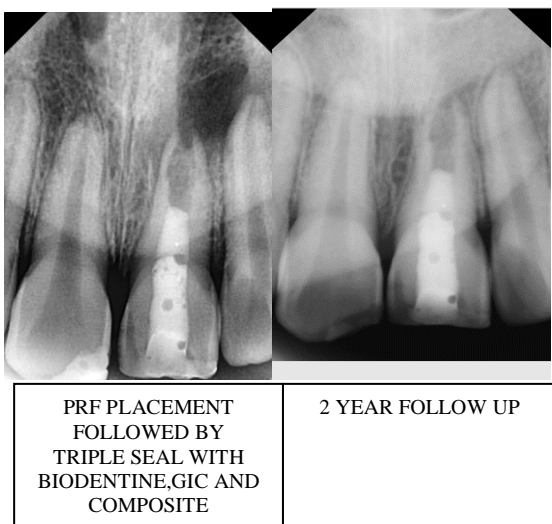 PRF PLACEMENT
FOLLOWED BY
TRIPLE SEAL WITH
BIODENTINE,GIC AND
COMPOSITE
2 YEAR FOLLOW UP